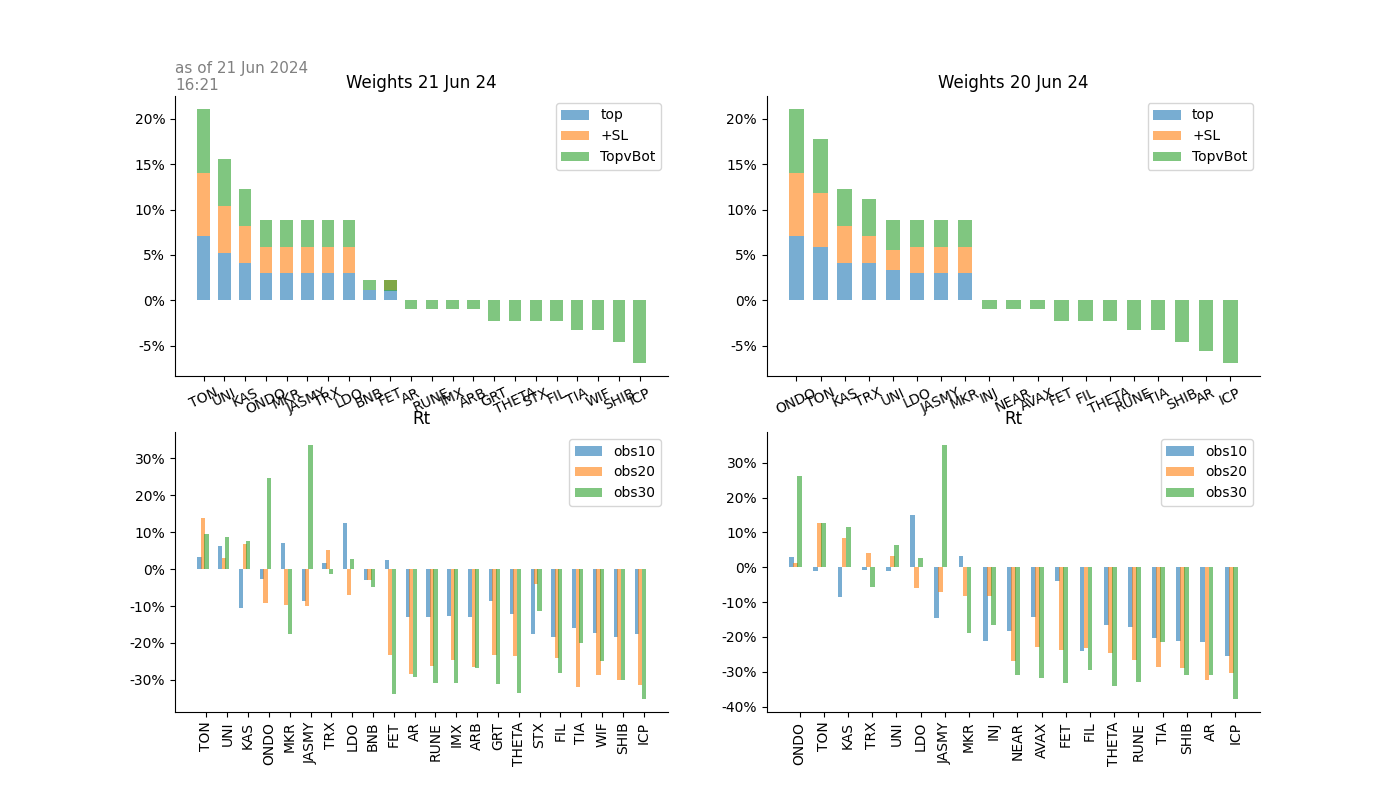 as of 21 Jun 2024
16:21
Weights 21 Jun 24
20%
15%
10%
5%
0%
-5%
top
+SL
TopvBot
TON UNI KAS ONDO MKR JASMY TRX LDO BNB FET AR RUNE IMX ARB GRT THETA STX FIL TIA WIF SHIB ICP
Weights 20 Jun 24
20%
15%
10%
5%
0%
-5%
top
+SL
TopvBot
ONDO TON KAS TRX UNI LDO JASMY MKR INJ NEAR AVAX FET FIL THETA RUNE TIA SHIB AR ICP
Rt
30%
20%
10%
0%
-10%
-20%
-30%
obs10
obs20
obs30
TON UNI KAS ONDO MKR JASMY TRX LDO BNB FET AR RUNE IMX ARB GRT THETA STX FIL TIA WIF SHIB ICP
Rt
30%
20%
10%
0%
-10%
-20%
-30%
-40%
obs10
obs20
obs30
ONDO TON KAS TRX UNI LDO JASMY MKR INJ NEAR AVAX FET FIL THETA RUNE TIA SHIB AR ICP